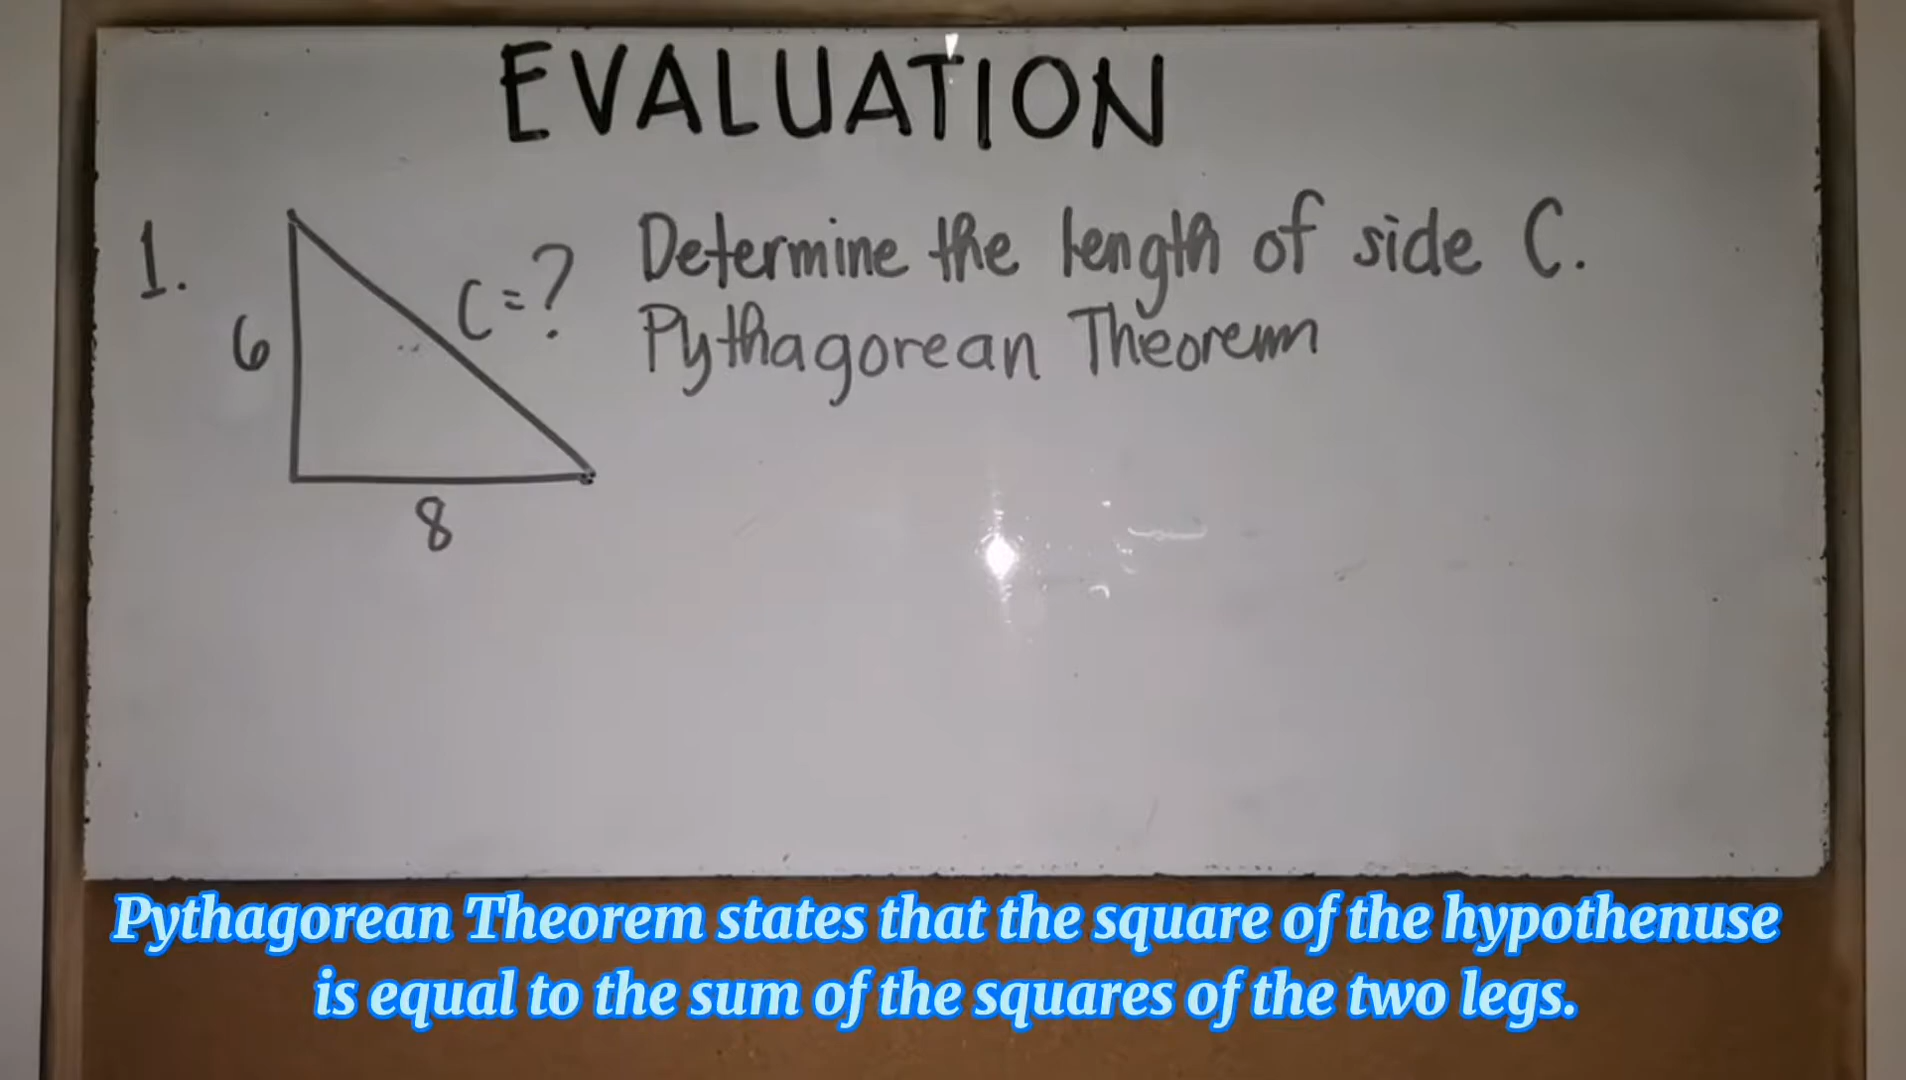 EVALUATION
1.
C=?
6
8
Determine the length of side C.
Pythagorean Theorem
Pythagorean Theorem states that the square of the hypothenuse
is equal to the sum of the squares of the two legs.